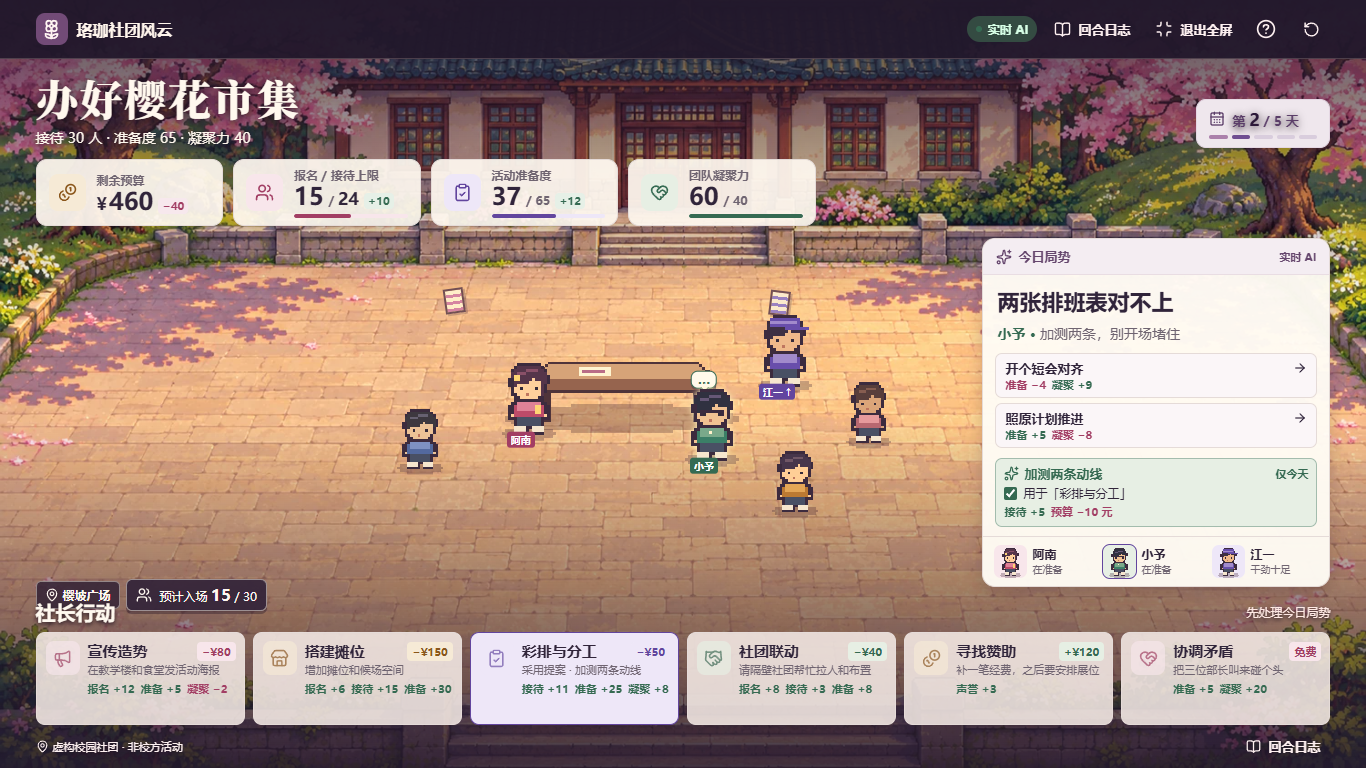 珞珈社团风云
实时 AI
回合日志
退出全屏
办好樱花市集
接待 30 人 · 准备度 65 · 凝聚力 40
第 2 / 5 天
剩余预算
¥460 −40
报名 / 接待上限
15 / 24 +10
活动准备度
37 / 65 +12
团队凝聚力
60 / 40
今日局势
实时 AI
两张排班表对不上
小予 • 加测两条，别开场堵住
开个短会对齐
准备 −4 凝聚 +9
照原计划推进
准备 +5 凝聚 −8
加测两条动线
仅今天
用于「彩排与分工」
接待 +5 预算 −10 元
阿南
在准备
小予
在准备
江一
干劲十足
...
江一↑
阿南
小予
樱坡广场
预计入场 15 / 30
社长行动
先处理今日局势
宣传造势
−¥80
在教学楼和食堂发活动海报
报名 +12 准备 +5 凝聚 −2
搭建摊位
−¥150
增加摊位和候场空间
报名 +6 接待 +15 准备 +30
彩排与分工
−¥50
采用提案 · 加测两条动线
接待 +11 准备 +25 凝聚 +8
社团联动
−¥40
请隔壁社团帮忙拉人和布置
报名 +8 接待 +3 准备 +8
寻找赞助
+¥120
补一笔经费，之后要安排展位
声誉 +3
协调矛盾
免费
把三位部长叫来碰个头
准备 +5 凝聚 +20
虚构校园社团 · 非校方活动
回合日志